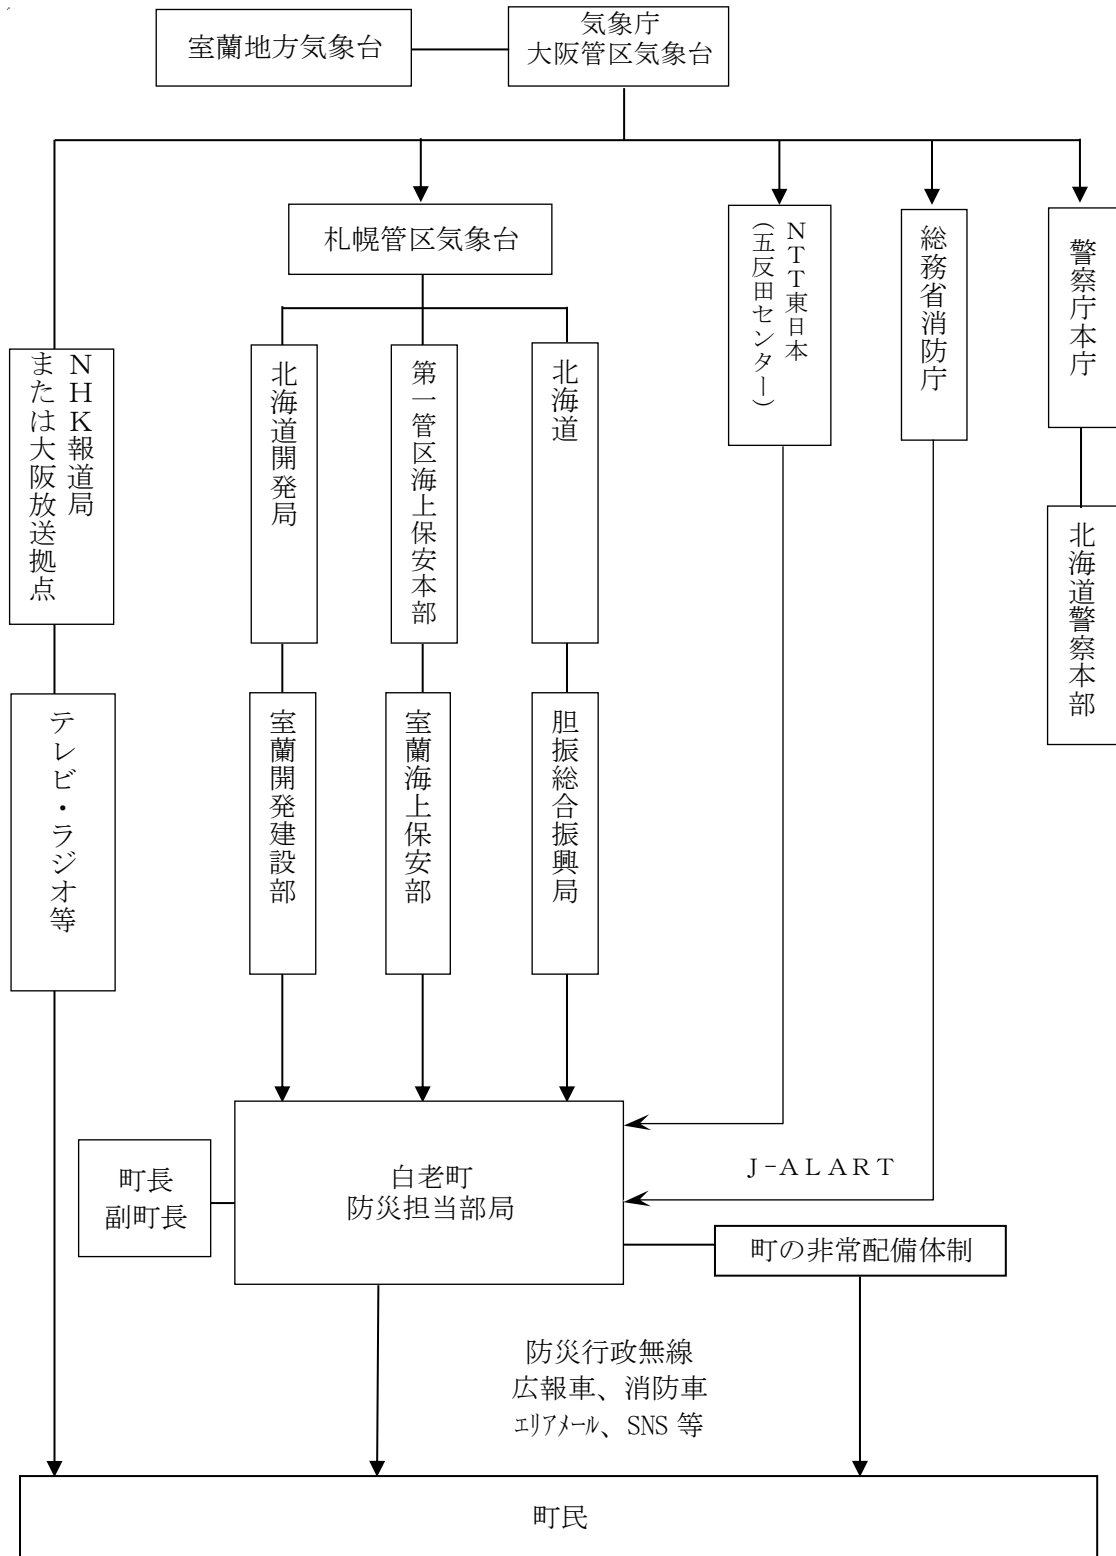 室蘭地方気象台
気象庁
大阪管区気象台
札幌管区気象台
NHK報道局
または大阪放送拠点
北海道開発局
第一管区海上保安本部
北海道
NTT東日本
(五反田センター)
総務省消防庁
警察庁本庁
北海道警察本部
テレビ・ラジオ等
室蘭開発建設部
室蘭海上保安部
胆振総合振興局
町長
副町長
白老町
防災担当部局
J-ALART
町の非常配備体制
防災行政無線
広報車、消防車
エリアメール、SNS 等
町民